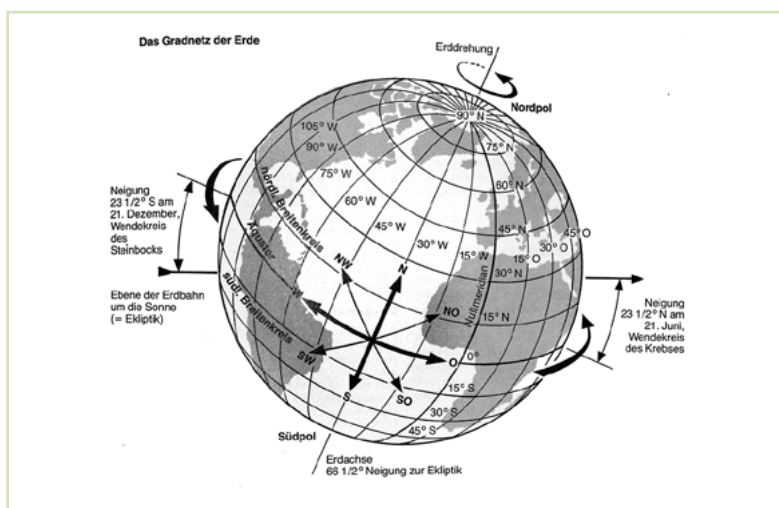 Das Gradnetz der Erde
Erddrehung
Nordpol
90° N
75° N
60° N
45° N
30° N
15° N
0°
15° S
30° S
45° S
105° W
90° W
75° W
60° W
45° W
30° W
15° W
15° O
30° O
45° O
Nullmeridian
nördl. Breitenkreis
Äquator
südl. Breitenkreis
NW
N
NO
W
O
SW
S
SO
Neigung
23 1/2° S am
21. Dezember,
Wendekreis
des
Steinbocks
Ebene der Erdbahn
um die Sonne
(= Ekliptik)
Neigung
23 1/2° N am
21. Juni,
Wendekreis
des Krebses
Südpol
Erdachse
66 1/2° Neigung zur Ekliptik